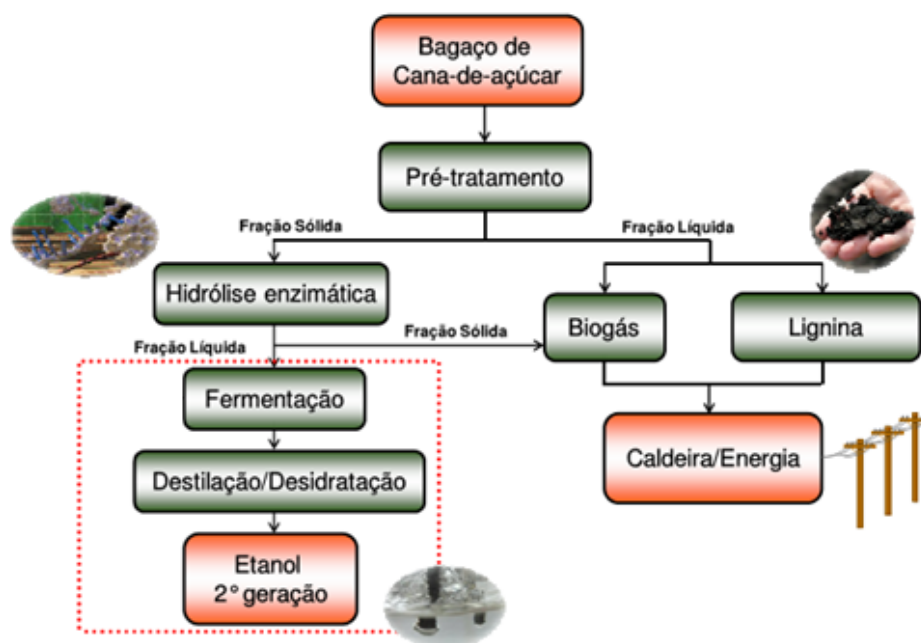 Bagaço de
Cana-de-açúcar
Pré-tratamento
Fração Sólida
Fração Líquida
Hidrólise enzimática
Biogás
Lignina
Fração Sólida
Fração Líquida
Fermentação
Caldeira/Energia
Destilação/Desidratação
Etanol
2° geração